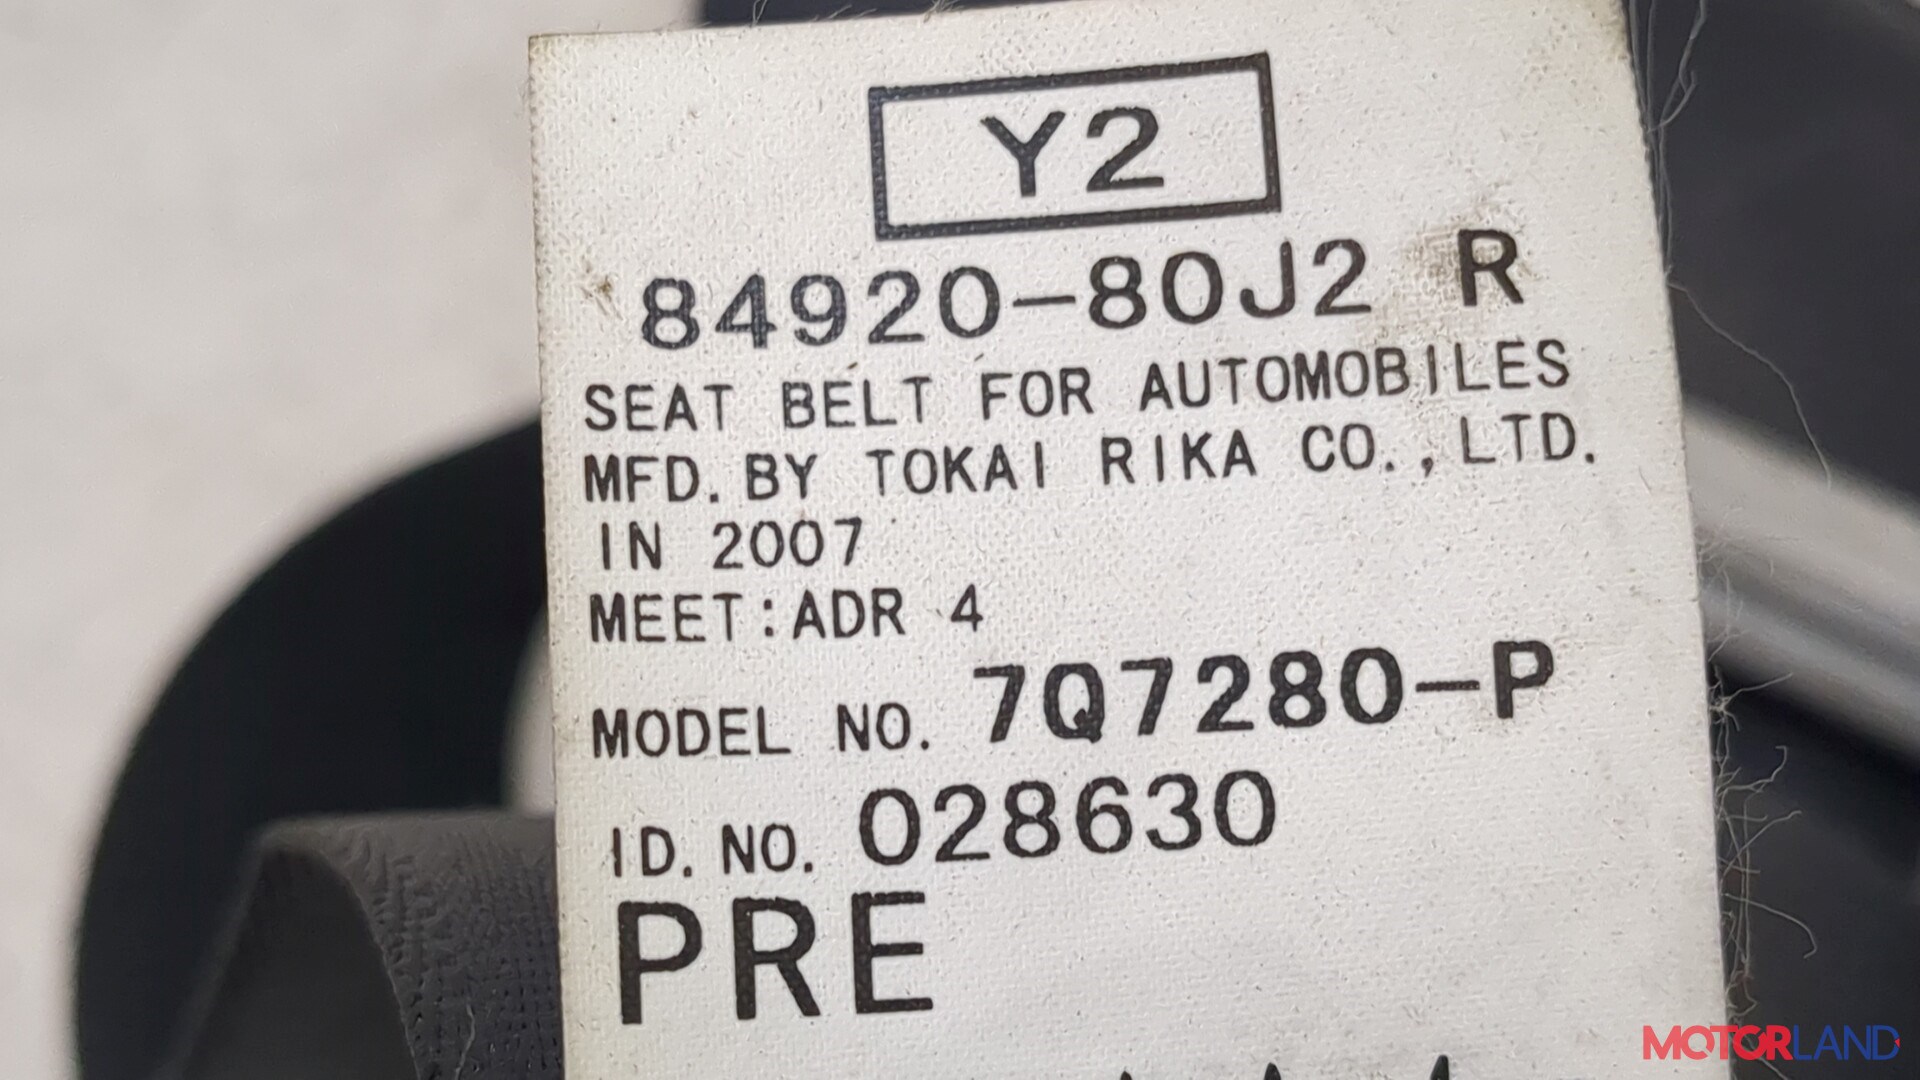 Y2
84920-80J2 R
SEAT BELT FOR AUTOMOBILES
MFD. BY TOKAI RIKA CO., LTD.
IN 2007
MEET:ADR 4
MODEL NO. 7Q7280-P
ID. NO. 028630
PRE
MOTORLAND